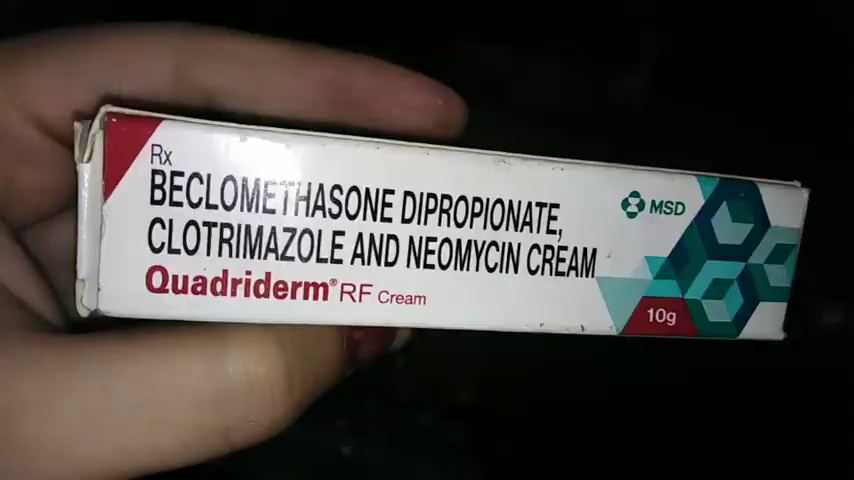 Rx
BECLOMETHASONE DIPROPIONATE,
CLOTRIMAZOLE AND NEOMYCIN CREAM
Quadriderm® RF Cream
MSD
10g